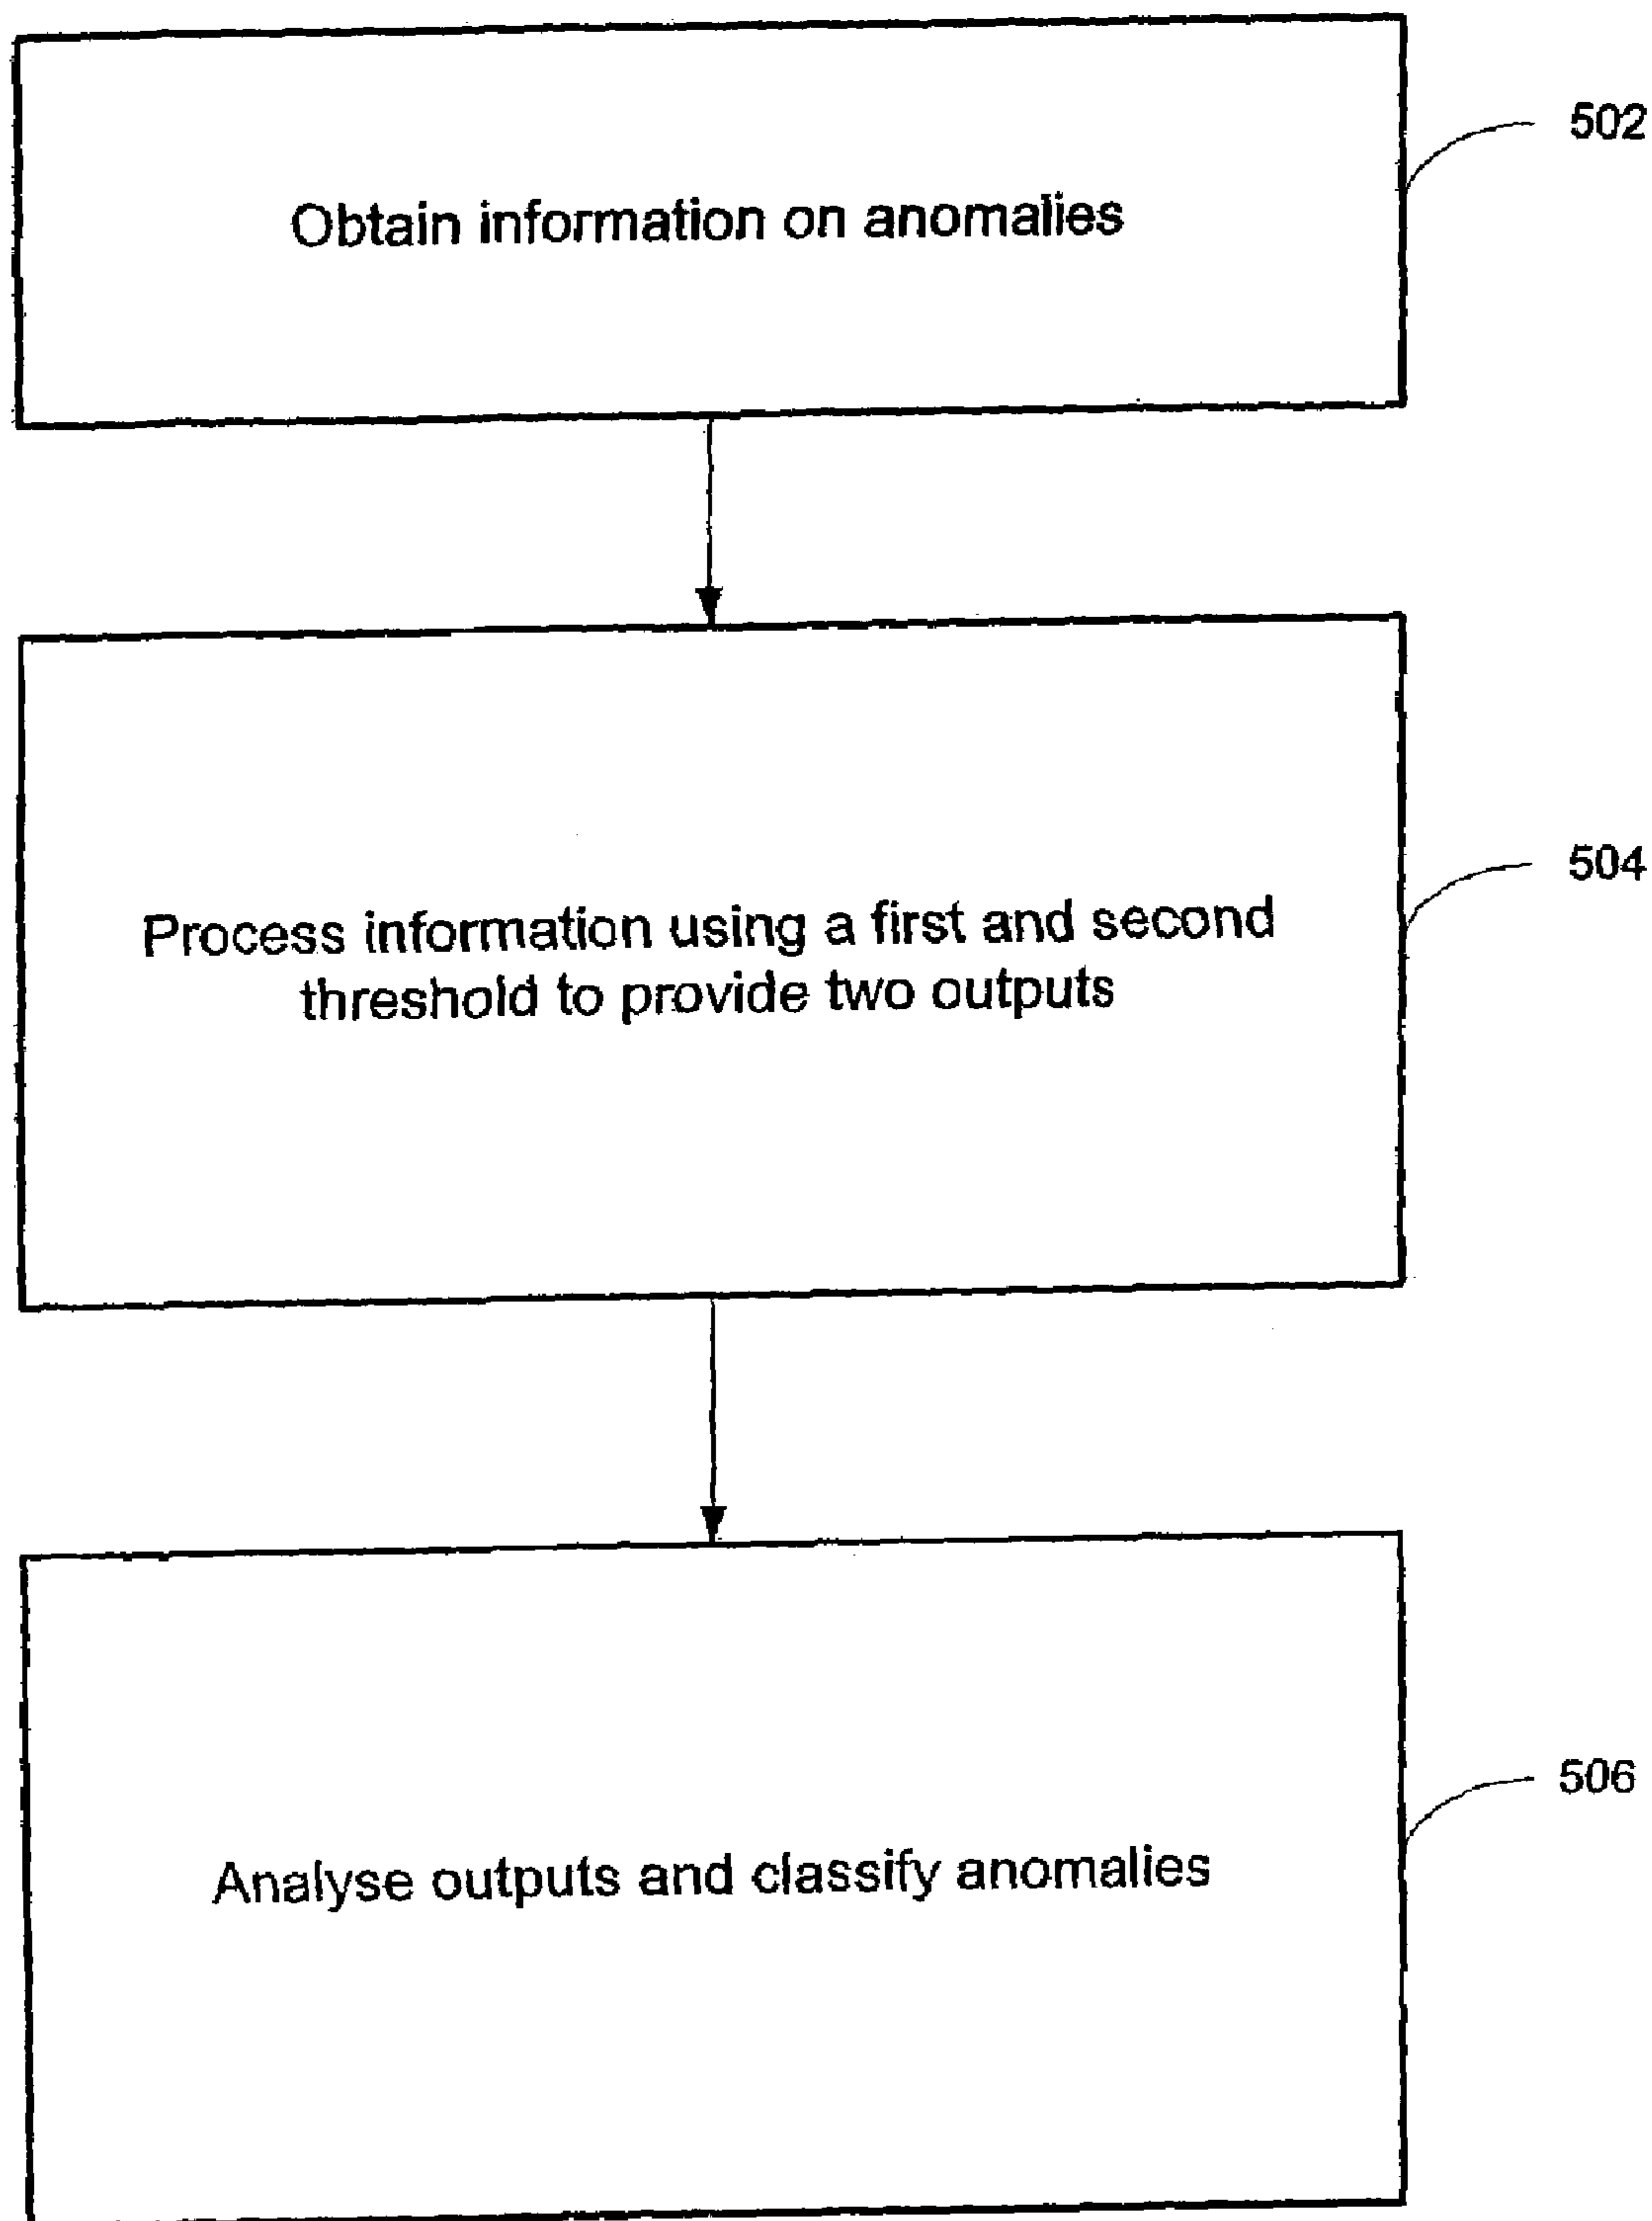 Obtain information on anomalies
502
Process information using a first and second
threshold to provide two outputs
504
Analyse outputs and classify anomalies
506